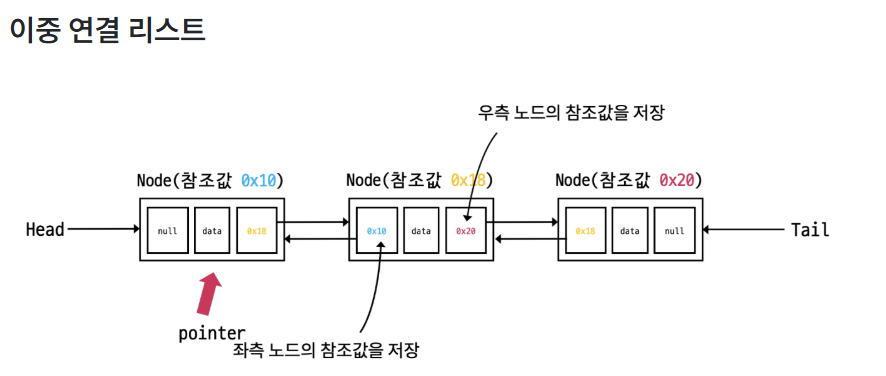 이중 연결 리스트
우측 노드의 참조값을 저장
Node(참조값 0x10)
Node(참조값 0x18)
Node(참조값 0x20)
Head
null
data
0x18
0x10
data
0x20
0x18
data
null
Tail
pointer
좌측 노드의 참조값을 저장